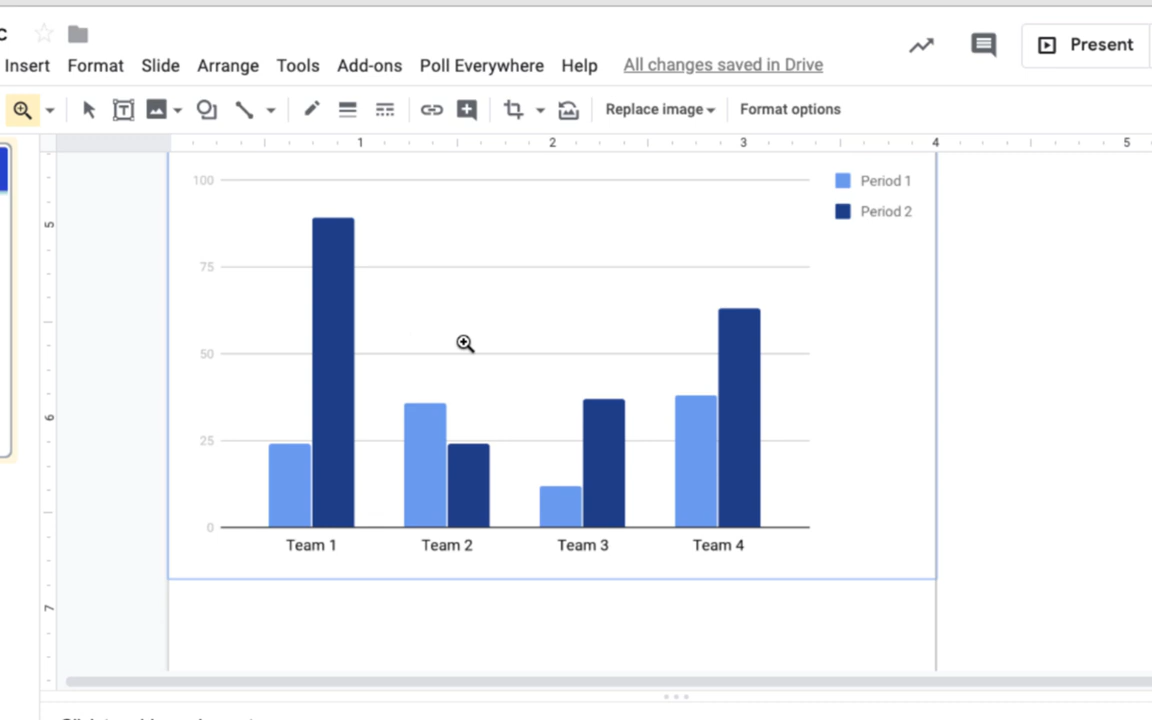 c
Insert Format Slide Arrange Tools Add-ons Poll Everywhere Help All changes saved in Drive Present
Replace image Format options
1 2 3 4 5
5
6
7
100
75
50
25
0
Period 1
Period 2
Team 1 Team 2 Team 3 Team 4